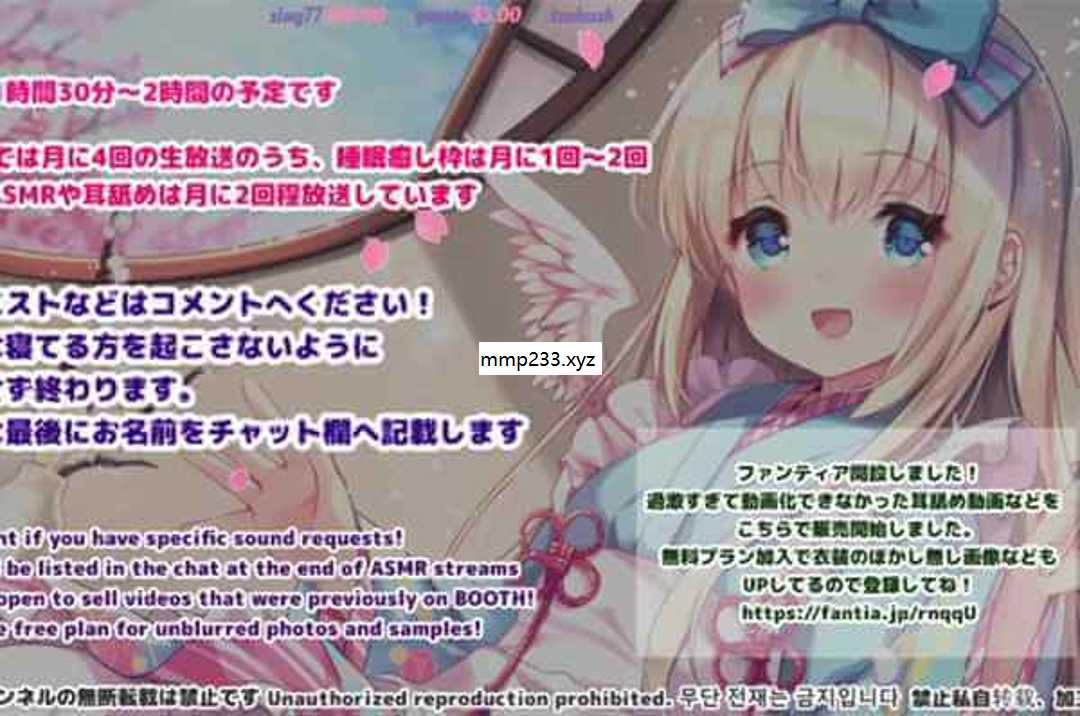 時間30分〜2時間の予定です
では月に4回の生放送のうち、睡眠癒し枠は月に1回〜2回
ASMRや耳舐めは月に2回程放送しています
エストなどはコメントへください！
寝てる方を起こさないように
ず終わります。
最後にお名前をチャット欄へ記載します
mmp233.xyz
ファンティア開設しました！
過激すぎて動画化できなかった耳舐め動画などを
こちらで販売開始しました。
無料プラン加入で衣装のぼかし無し画像なども
UPしてるので登録してね！
https://fantia.jp/rnqqU
nt if you have specific sound requests!
be listed in the chat at the end of ASMR streams
open to sell videos that were previously on BOOTH!
e free plan for unblurred photos and samples!
ンネルの無断転載は禁止です Unauthorized reproduction prohibited. 무단 전재는 금지입니다 禁止私自转载、加